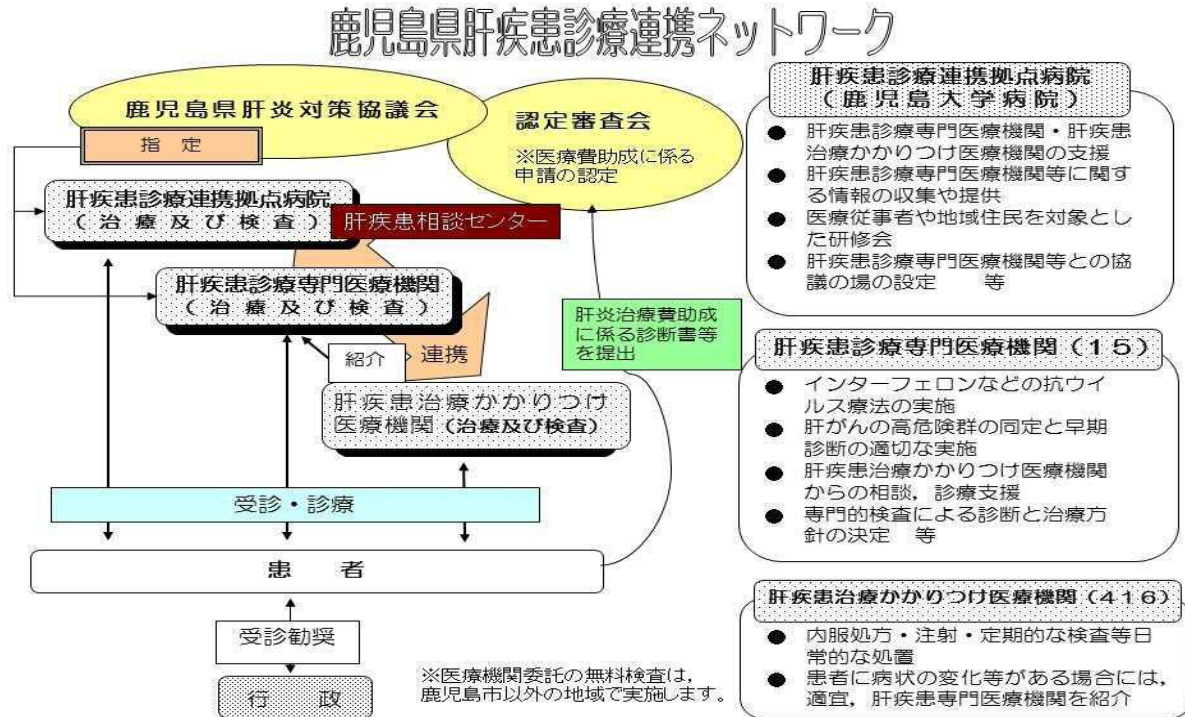 鹿児島県肝疾患診療連携ネットワーク
鹿児島県肝炎対策協議会
指 定
認定審査会
※医療費助成に係る
申請の認定
肝疾患診療連携拠点病院
(治療及び検査)
肝疾患相談センター
肝疾患診療専門医療機関
(治療及び検査)
紹介
連携
肝疾患治療かかりつけ
医療機関(治療及び検査)
肝炎治療費助成
に係る診断書等
を提出
受診・診療
患 者
受診勧奨
行 政
※医療機関委託の無料検査は,
鹿児島市以外の地域で実施します。
肝疾患診療連携拠点病院
(鹿児島大学病院)
● 肝疾患診療専門医療機関・肝疾患
治療かかりつけ医療機関の支援
● 肝疾患診療専門医療機関等に関す
る情報の収集や提供
● 医療従事者や地域住民を対象とし
た研修会
● 肝疾患診療専門医療機関等との協
議の場の設定 等
肝疾患診療専門医療機関(15)
● インターフェロンなどの抗ウイ
ルス療法の実施
● 肝がんの高危険群の同定と早期
診断の適切な実施
● 肝疾患治療かかりつけ医療機関
からの相談,診療支援
● 専門的検査による診断と治療方
針の決定 等
肝疾患治療かかりつけ医療機関(416)
● 内服処方・注射・定期的な検査等日
常的な処置
● 患者に病状の変化等がある場合には,
適宜,肝疾患専門医療機関を紹介